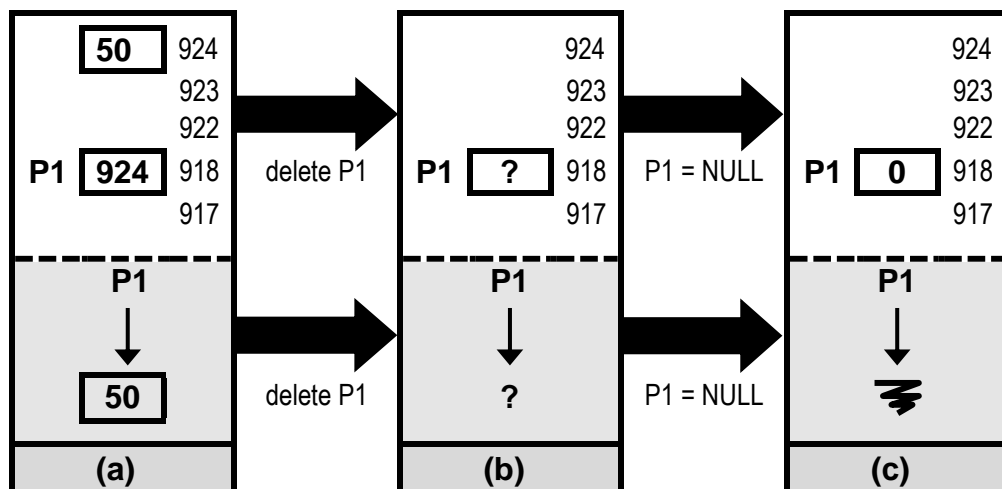 50 924
923
922
P1 924 918
917
P1
50
(a)
delete P1
delete P1
924
923
922
P1 ? 918
917
P1
?
(b)
P1 = NULL
P1 = NULL
924
923
922
P1 0 918
917
P1
(c)